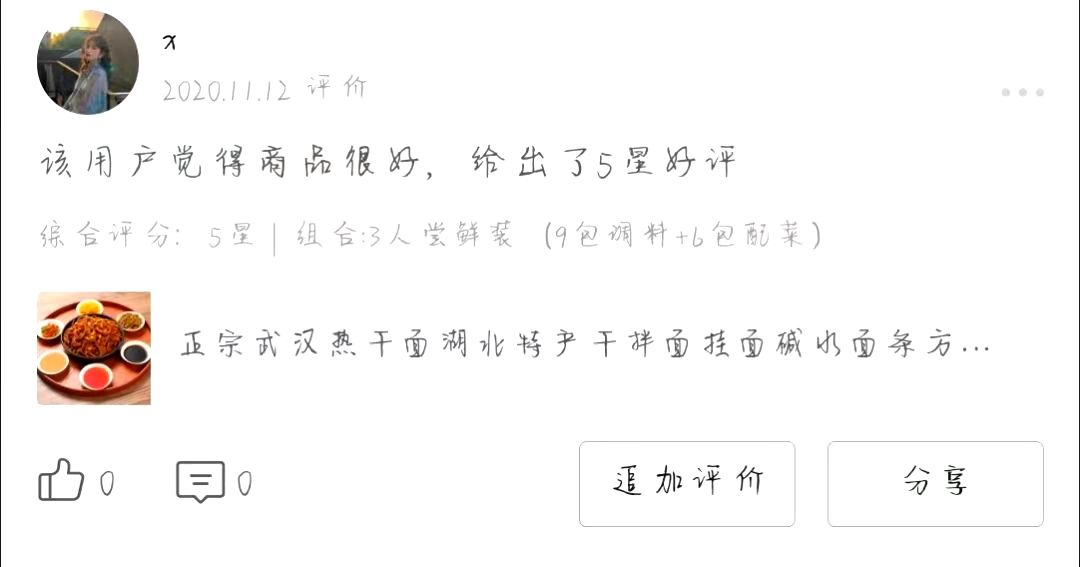 x
2020.11.12 评价
该用户觉得商品很好，给出了5星好评
综合评分：5星 | 组合:3人尝鲜装（9包调料+6包配菜）
正宗武汉热干面湖北特产干拌面挂面碱水面条方...
0 0 追加评价 分享